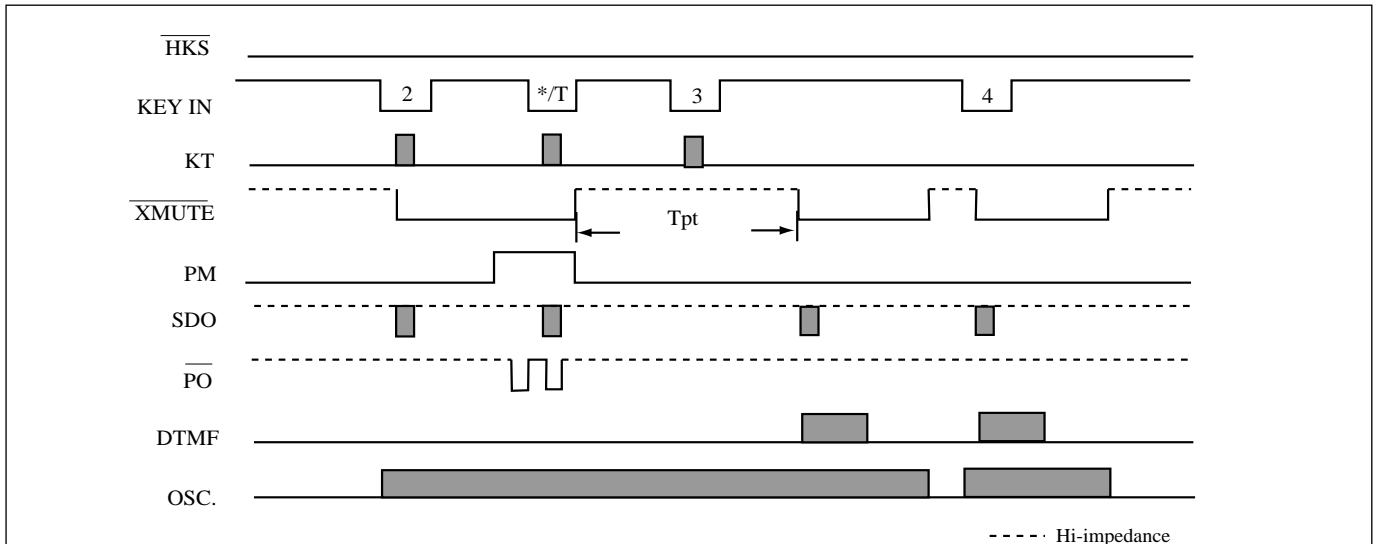 HKS
KEY IN 2 */T 3 4
KT
XMUTE Tpt
PM
SDO
PO
DTMF
OSC.
Hi-impedance